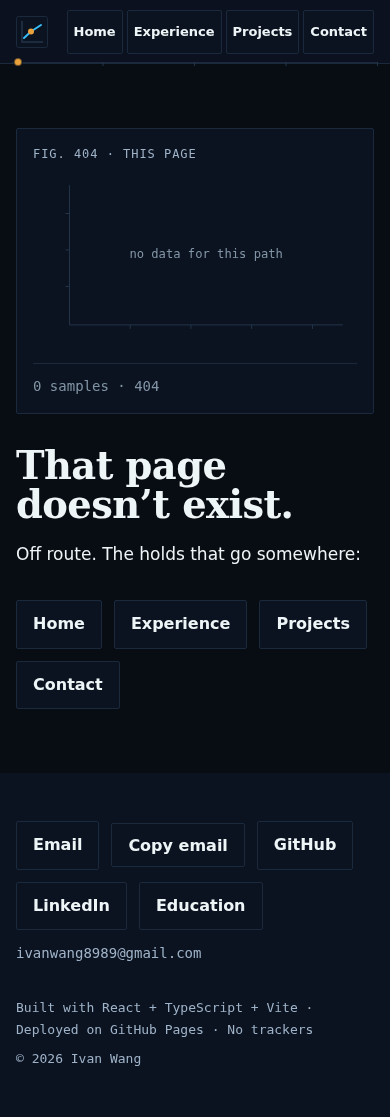 Home Experience Projects Contact
FIG. 404 · THIS PAGE
no data for this path
0 samples · 404
That page
doesn’t exist.
Off route. The holds that go somewhere:
Home Experience Projects
Contact
Email Copy email GitHub
LinkedIn Education
ivanwang8989@gmail.com
Built with React + TypeScript + Vite ·
Deployed on GitHub Pages · No trackers
© 2026 Ivan Wang